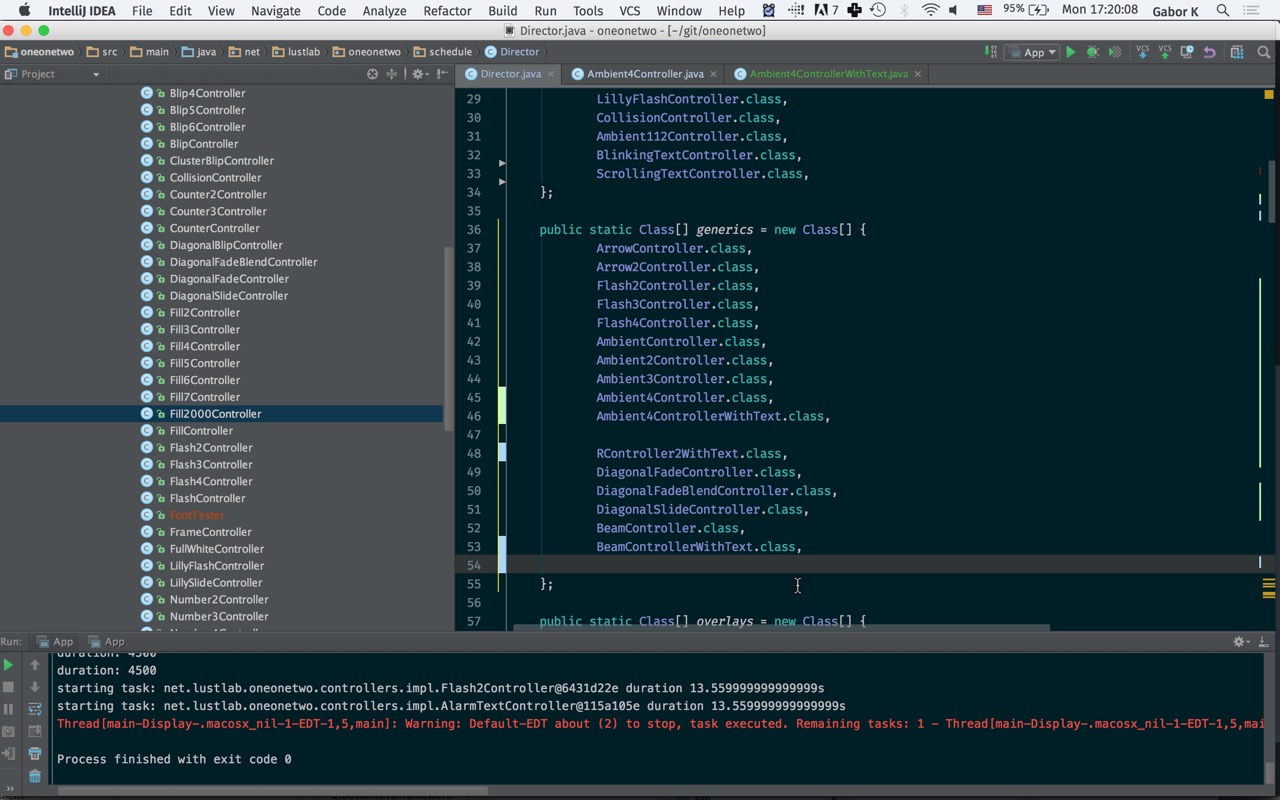 IntelliJ IDEA File Edit View Navigate Code Analyze Refactor Build Run Tools VCS Window Help 7 95% Mon 17:20:08 Gabor K
Director.java - oneonetwo - [~/git/oneonetwo]
oneonetwo src main java net lustlab oneonetwo schedule Director App VCS VCS
Project Director.java Ambient4Controller.java Ambient4ControllerWithText.java
Blip4Controller
Blip5Controller
Blip6Controller
BlipController
ClusterBlipController
CollisionController
Counter2Controller
Counter3Controller
CounterController
DiagonalBlipController
DiagonalFadeBlendController
DiagonalFadeController
DiagonalSlideController
Fill2Controller
Fill3Controller
Fill4Controller
Fill5Controller
Fill6Controller
Fill7Controller
Fill2000Controller
FillController
Flash2Controller
Flash3Controller
Flash4Controller
FlashController
FontTester
FrameController
FullWhiteController
LillyFlashController
LillySlideController
Number2Controller
Number3Controller
29 LillyFlashController.class,
30 CollisionController.class,
31 Ambient112Controller.class,
32 BlinkingTextController.class,
33 ScrollingTextController.class,
34 };
35
36 public static Class[] generics = new Class[] {
37 ArrowController.class,
38 Arrow2Controller.class,
39 Flash2Controller.class,
40 Flash3Controller.class,
41 Flash4Controller.class,
42 AmbientController.class,
43 Ambient2Controller.class,
44 Ambient3Controller.class,
45 Ambient4Controller.class,
46 Ambient4ControllerWithText.class,
47
48 RController2WithText.class,
49 DiagonalFadeController.class,
50 DiagonalFadeBlendController.class,
51 DiagonalSlideController.class,
52 BeamController.class,
53 BeamControllerWithText.class,
54
55 };
56
57 public static Class[] overlays = new Class[] {
Run: App App
duration: 4500
duration: 4500
starting task: net.lustlab.oneonetwo.controllers.impl.Flash2Controller@6431d22e duration 13.559999999999999s
starting task: net.lustlab.oneonetwo.controllers.impl.AlarmTextController@115a105e duration 13.559999999999999s
Thread[main-Display-.macosx_nil-1-EDT-1,5,main]: Warning: Default-EDT about (2) to stop, task executed. Remaining tasks: 1 - Thread[main-Display-.macosx_nil-1-EDT-1,5,mai
Process finished with exit code 0